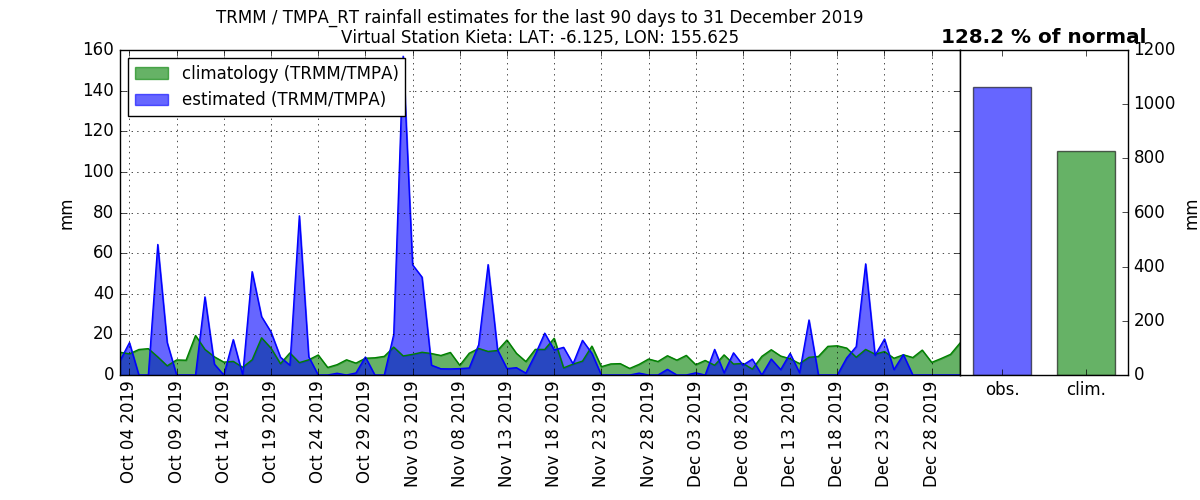 TRMM / TMPA_RT rainfall estimates for the last 90 days to 31 December 2019
Virtual Station Kieta: LAT: -6.125, LON: 155.625
128.2 % of normal
climatology (TRMM/TMPA)
estimated (TRMM/TMPA)
160
140
120
100
80
60
40
20
0
mm
Oct 04 2019
Oct 09 2019
Oct 14 2019
Oct 19 2019
Oct 24 2019
Oct 29 2019
Nov 03 2019
Nov 08 2019
Nov 13 2019
Nov 18 2019
Nov 23 2019
Nov 28 2019
Dec 03 2019
Dec 08 2019
Dec 13 2019
Dec 18 2019
Dec 23 2019
Dec 28 2019
obs.
clim.
1200
1000
800
600
400
200
0
mm